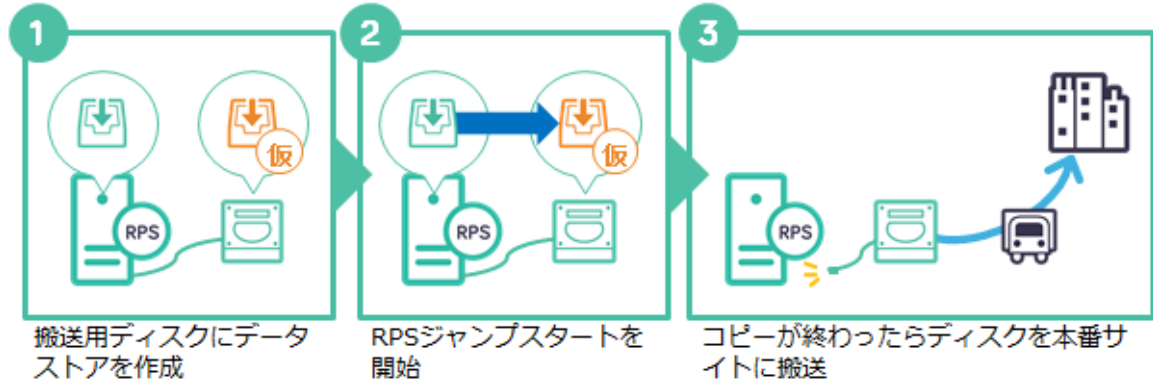 1
2
3
仮
仮
RPS
RPS
RPS
搬送用ディスクにデータ
ストアを作成
RPSジャンプスタートを
開始
コピーが終わったらディスクを本番サ
イトに搬送